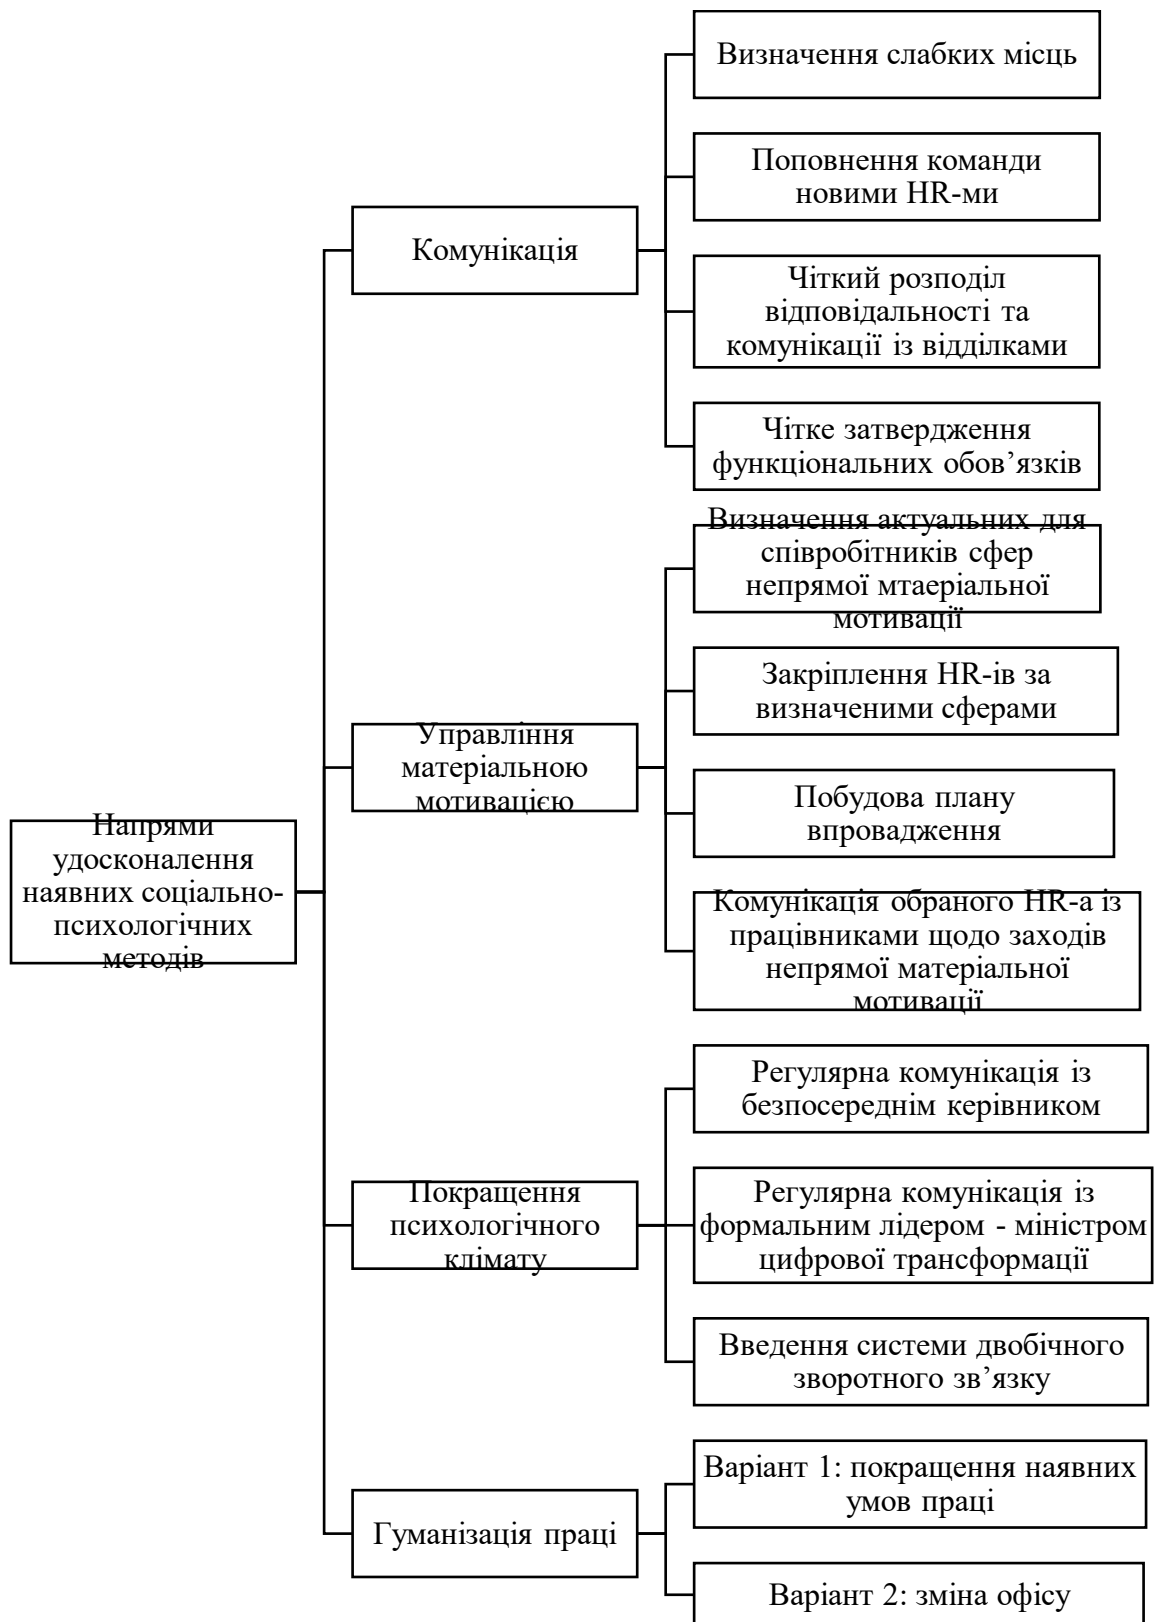 Напрями
удосконалення
наявних соціально-
психологічних
методів
Комунікація
Визначення слабких місць
Поповнення команди
новими HR-ми
Чіткий розподіл
відповідальності та
комунікації із відділками
Чітке затвердження
функціональних обов’язків
Управління
матеріальною
мотивацією
Визначення актуальних для
співробітників сфер
непрямої мтаеріальної
мотивації
Закріплення HR-ів за
визначеними сферами
Побудова плану
впровадження
Комунікація обраного HR-а із
працівниками щодо заходів
непрямої матеріальної
мотивації
Покращення
психологічного
клімату
Регулярна комунікація із
безпосереднім керівником
Регулярна комунікація із
формальним лідером - міністром
цифрової трансформації
Введення системи двобічного
зворотного зв’язку
Гуманізація праці
Варіант 1: покращення наявних
умов праці
Варіант 2: зміна офісу